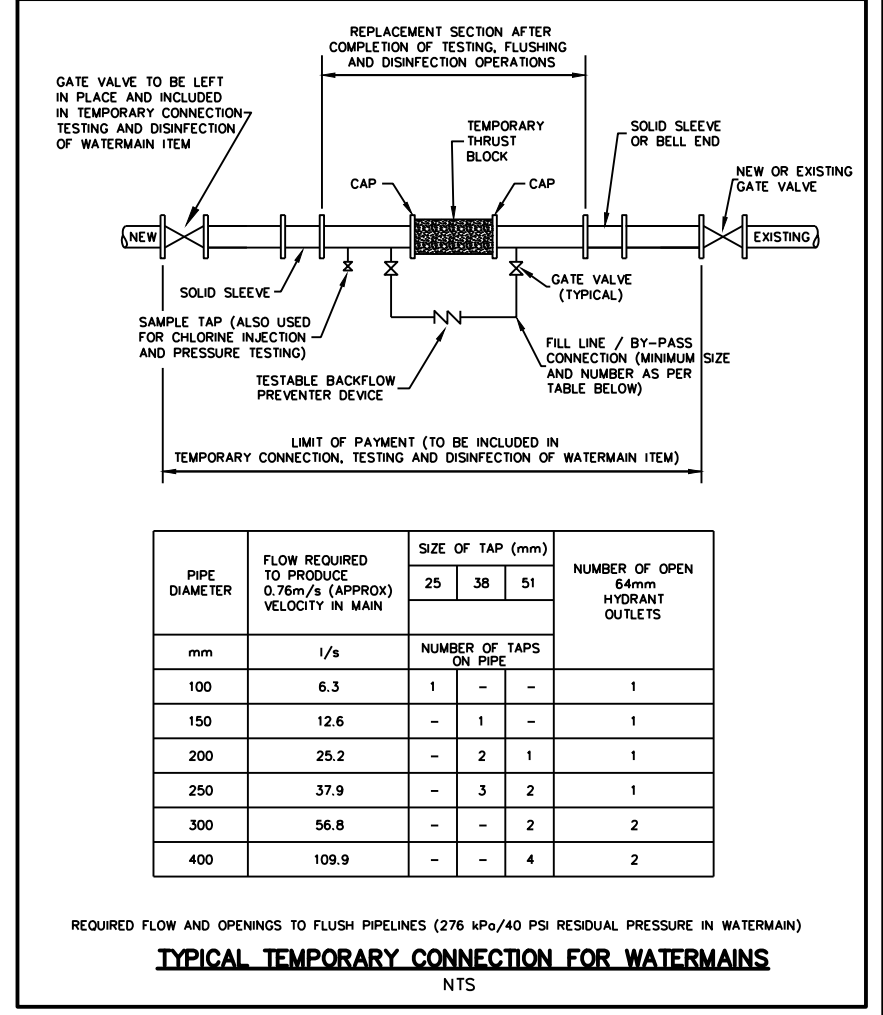 REPLACEMENT SECTION AFTER
COMPLETION OF TESTING, FLUSHING
AND DISINFECTION OPERATIONS
GATE VALVE TO BE LEFT
IN PLACE AND INCLUDED
IN TEMPORARY CONNECTION
TESTING AND DISINFECTION
OF WATERMAIN ITEM
TEMPORARY
THRUST
BLOCK
SOLID SLEEVE
OR BELL END
NEW OR EXISTING
GATE VALVE
CAP
CAP
NEW
EXISTING
SOLID SLEEVE
GATE VALVE
(TYPICAL)
SAMPLE TAP (ALSO USED
FOR CHLORINE INJECTION
AND PRESSURE TESTING)
TESTABLE BACKFLOW
PREVENTER DEVICE
FILL LINE / BY-PASS
CONNECTION (MINIMUM SIZE
AND NUMBER AS PER
TABLE BELOW)
LIMIT OF PAYMENT (TO BE INCLUDED IN
TEMPORARY CONNECTION, TESTING AND DISINFECTION OF WATERMAIN ITEM)
PIPE
DIAMETER
FLOW REQUIRED
TO PRODUCE
0.76m/s (APPROX)
VELOCITY IN MAIN
SIZE OF TAP (mm)
25 38 51
NUMBER OF OPEN
64mm
HYDRANT
OUTLETS
mm l/s NUMBER OF TAPS
ON PIPE
100 6.3 1 - - 1
150 12.6 - 1 - 1
200 25.2 - 2 1 1
250 37.9 - 3 2 1
300 56.8 - - 2 2
400 109.9 - - 4 2
REQUIRED FLOW AND OPENINGS TO FLUSH PIPELINES (276 kPa/40 PSI RESIDUAL PRESSURE IN WATERMAIN)
TYPICAL TEMPORARY CONNECTION FOR WATERMAINS
NTS